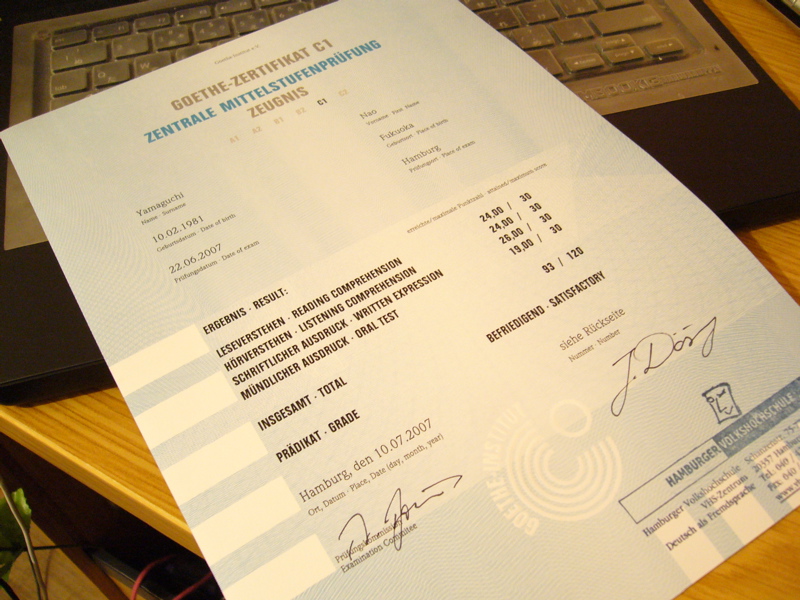 Goethe-Institut e.V.
GOETHE-ZERTIFIKAT C1
ZENTRALE MITTELSTUFENPRÜFUNG
ZEUGNIS
A1 A2 B1 B2 C1 C2
Yamaguchi
Name · Surname
Nao
Vorname · First Name
10.02.1981
Geburtsdatum · Date of birth
Fukuoka
Geburtsort · Place of birth
22.06.2007
Prüfungsdatum · Date of exam
Hamburg
Prüfungsort · Place of exam
erreichte/maximale Punktzahl · attained/maximum score
ERGEBNIS · RESULT:
LESEVERSTEHEN · READING COMPREHENSION 24,00 / 30
HÖRVERSTEHEN · LISTENING COMPREHENSION 24,00 / 30
SCHRIFTLICHER AUSDRUCK · WRITTEN EXPRESSION 26,00 / 30
MÜNDLICHER AUSDRUCK · ORAL TEST 19,00 / 30
INSGESAMT · TOTAL 93 / 120
PRÄDIKAT · GRADE BEFRIEDIGEND · SATISFACTORY
Hamburg, den 10.07.2007
Ort, Datum · Place, Date (day, month, year)
siehe Rückseite
Nummer · Number
Prüfungskommission
Examination Committee
GOETHE-IN
HAMBURGER VOLKSHOCHSCHULE
Hamburger Volkshochschule
VHS-Zentrum
Deutsch als Fremdsprache
Tel. 040
Fax 040